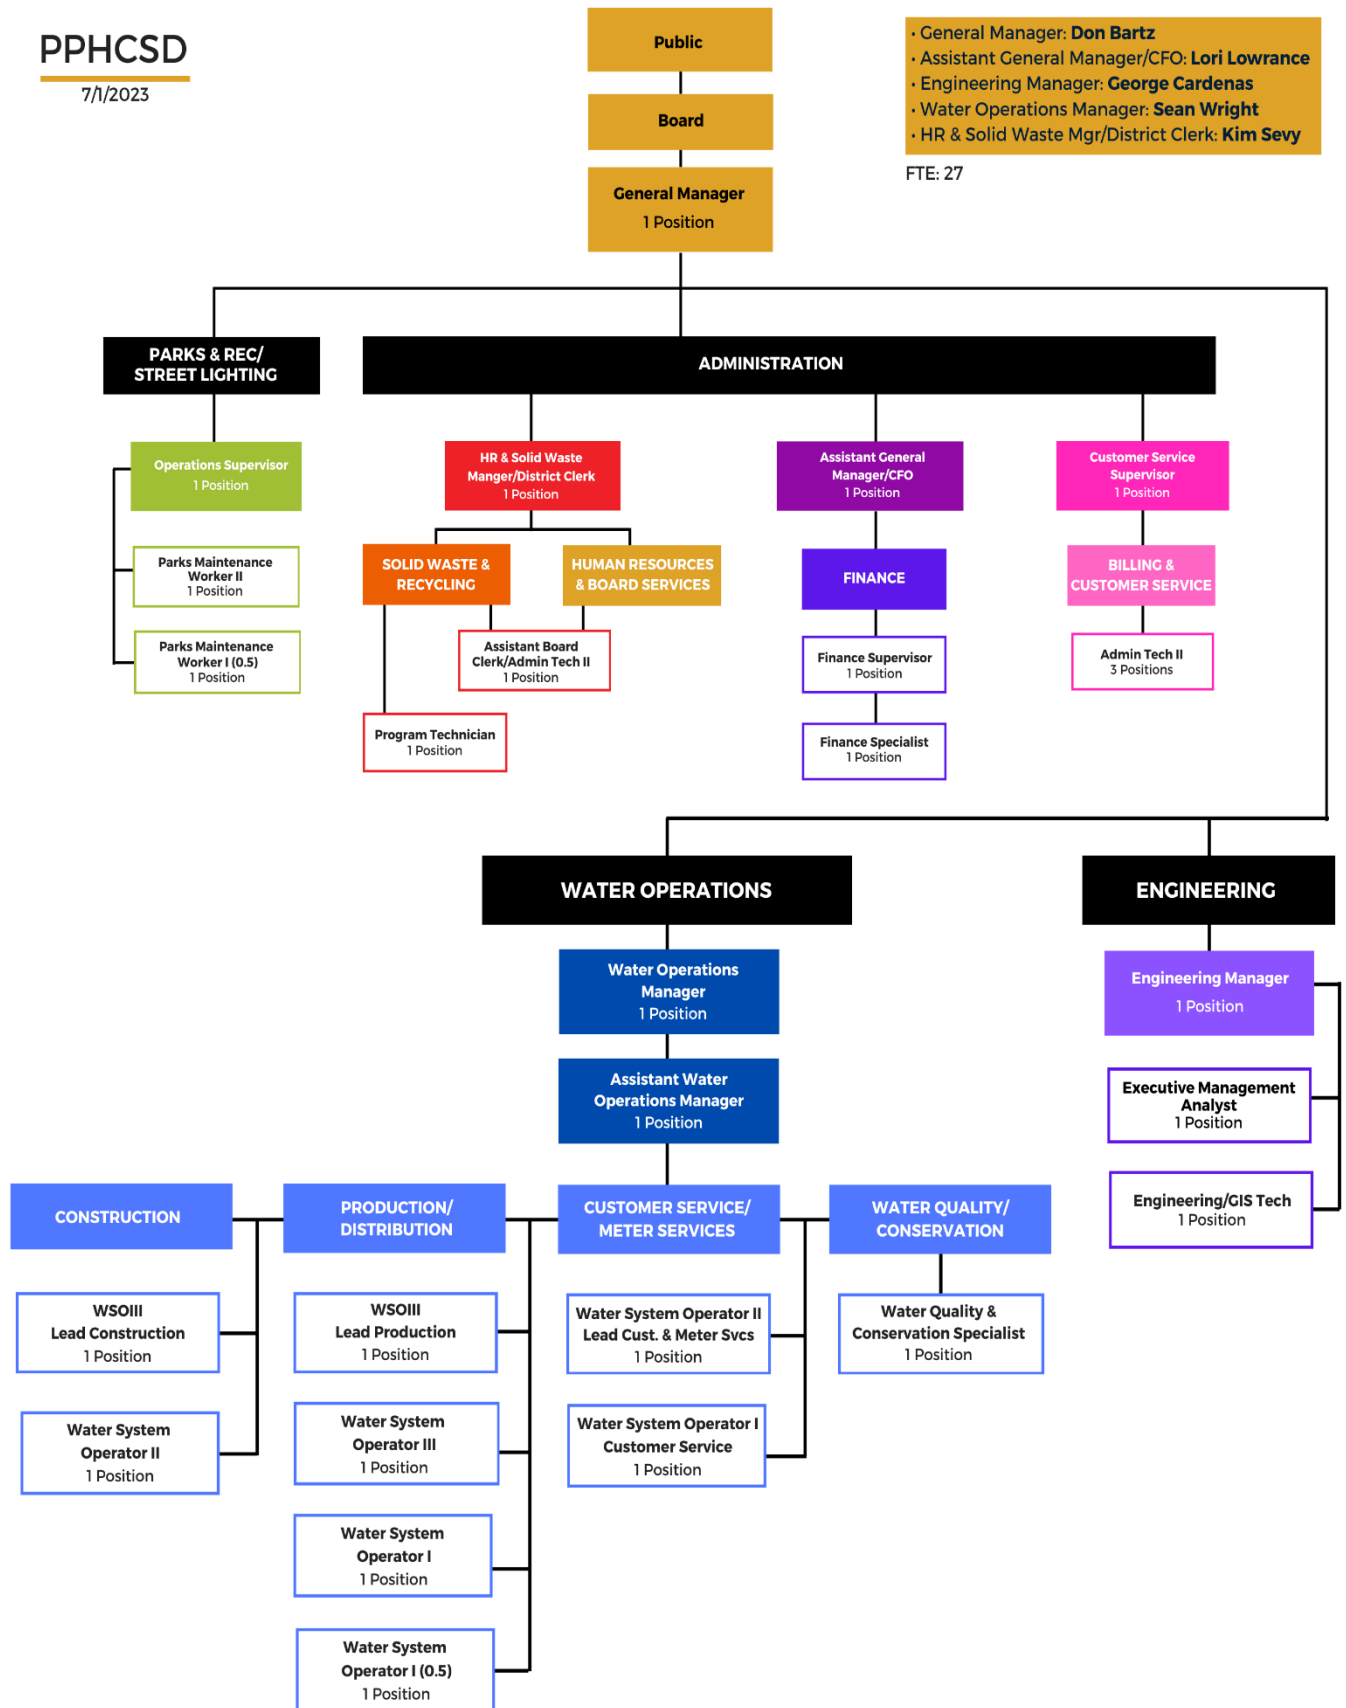 PPHCSD
7/1/2023
Public
Board
General Manager
1 Position
· General Manager: Don Bartz
· Assistant General Manager/CFO: Lori Lowrance
· Engineering Manager: George Cardenas
· Water Operations Manager: Sean Wright
· HR & Solid Waste Mgr/District Clerk: Kim Sevy
FTE: 27
PARKS & REC/
STREET LIGHTING
ADMINISTRATION
Operations Supervisor
1 Position
Parks Maintenance
Worker II
1 Position
Parks Maintenance
Worker I (0.5)
1 Position
HR & Solid Waste
Manger/District Clerk
1 Position
SOLID WASTE &
RECYCLING
HUMAN RESOURCES
& BOARD SERVICES
Assistant Board
Clerk/Admin Tech II
1 Position
Program Technician
1 Position
Assistant General
Manager/CFO
1 Position
FINANCE
Finance Supervisor
1 Position
Finance Specialist
1 Position
Customer Service
Supervisor
1 Position
BILLING &
CUSTOMER SERVICE
Admin Tech II
3 Positions
WATER OPERATIONS
ENGINEERING
Water Operations
Manager
1 Position
Assistant Water
Operations Manager
1 Position
Engineering Manager
1 Position
Executive Management
Analyst
1 Position
Engineering/GIS Tech
1 Position
CONSTRUCTION
WSOIII
Lead Construction
1 Position
Water System
Operator II
1 Position
PRODUCTION/
DISTRIBUTION
WSOIII
Lead Production
1 Position
Water System
Operator III
1 Position
Water System
Operator I
1 Position
Water System
Operator I (0.5)
1 Position
CUSTOMER SERVICE/
METER SERVICES
Water System Operator II
Lead Cust. & Meter Svcs
1 Position
Water System Operator I
Customer Service
1 Position
WATER QUALITY/
CONSERVATION
Water Quality &
Conservation Specialist
1 Position